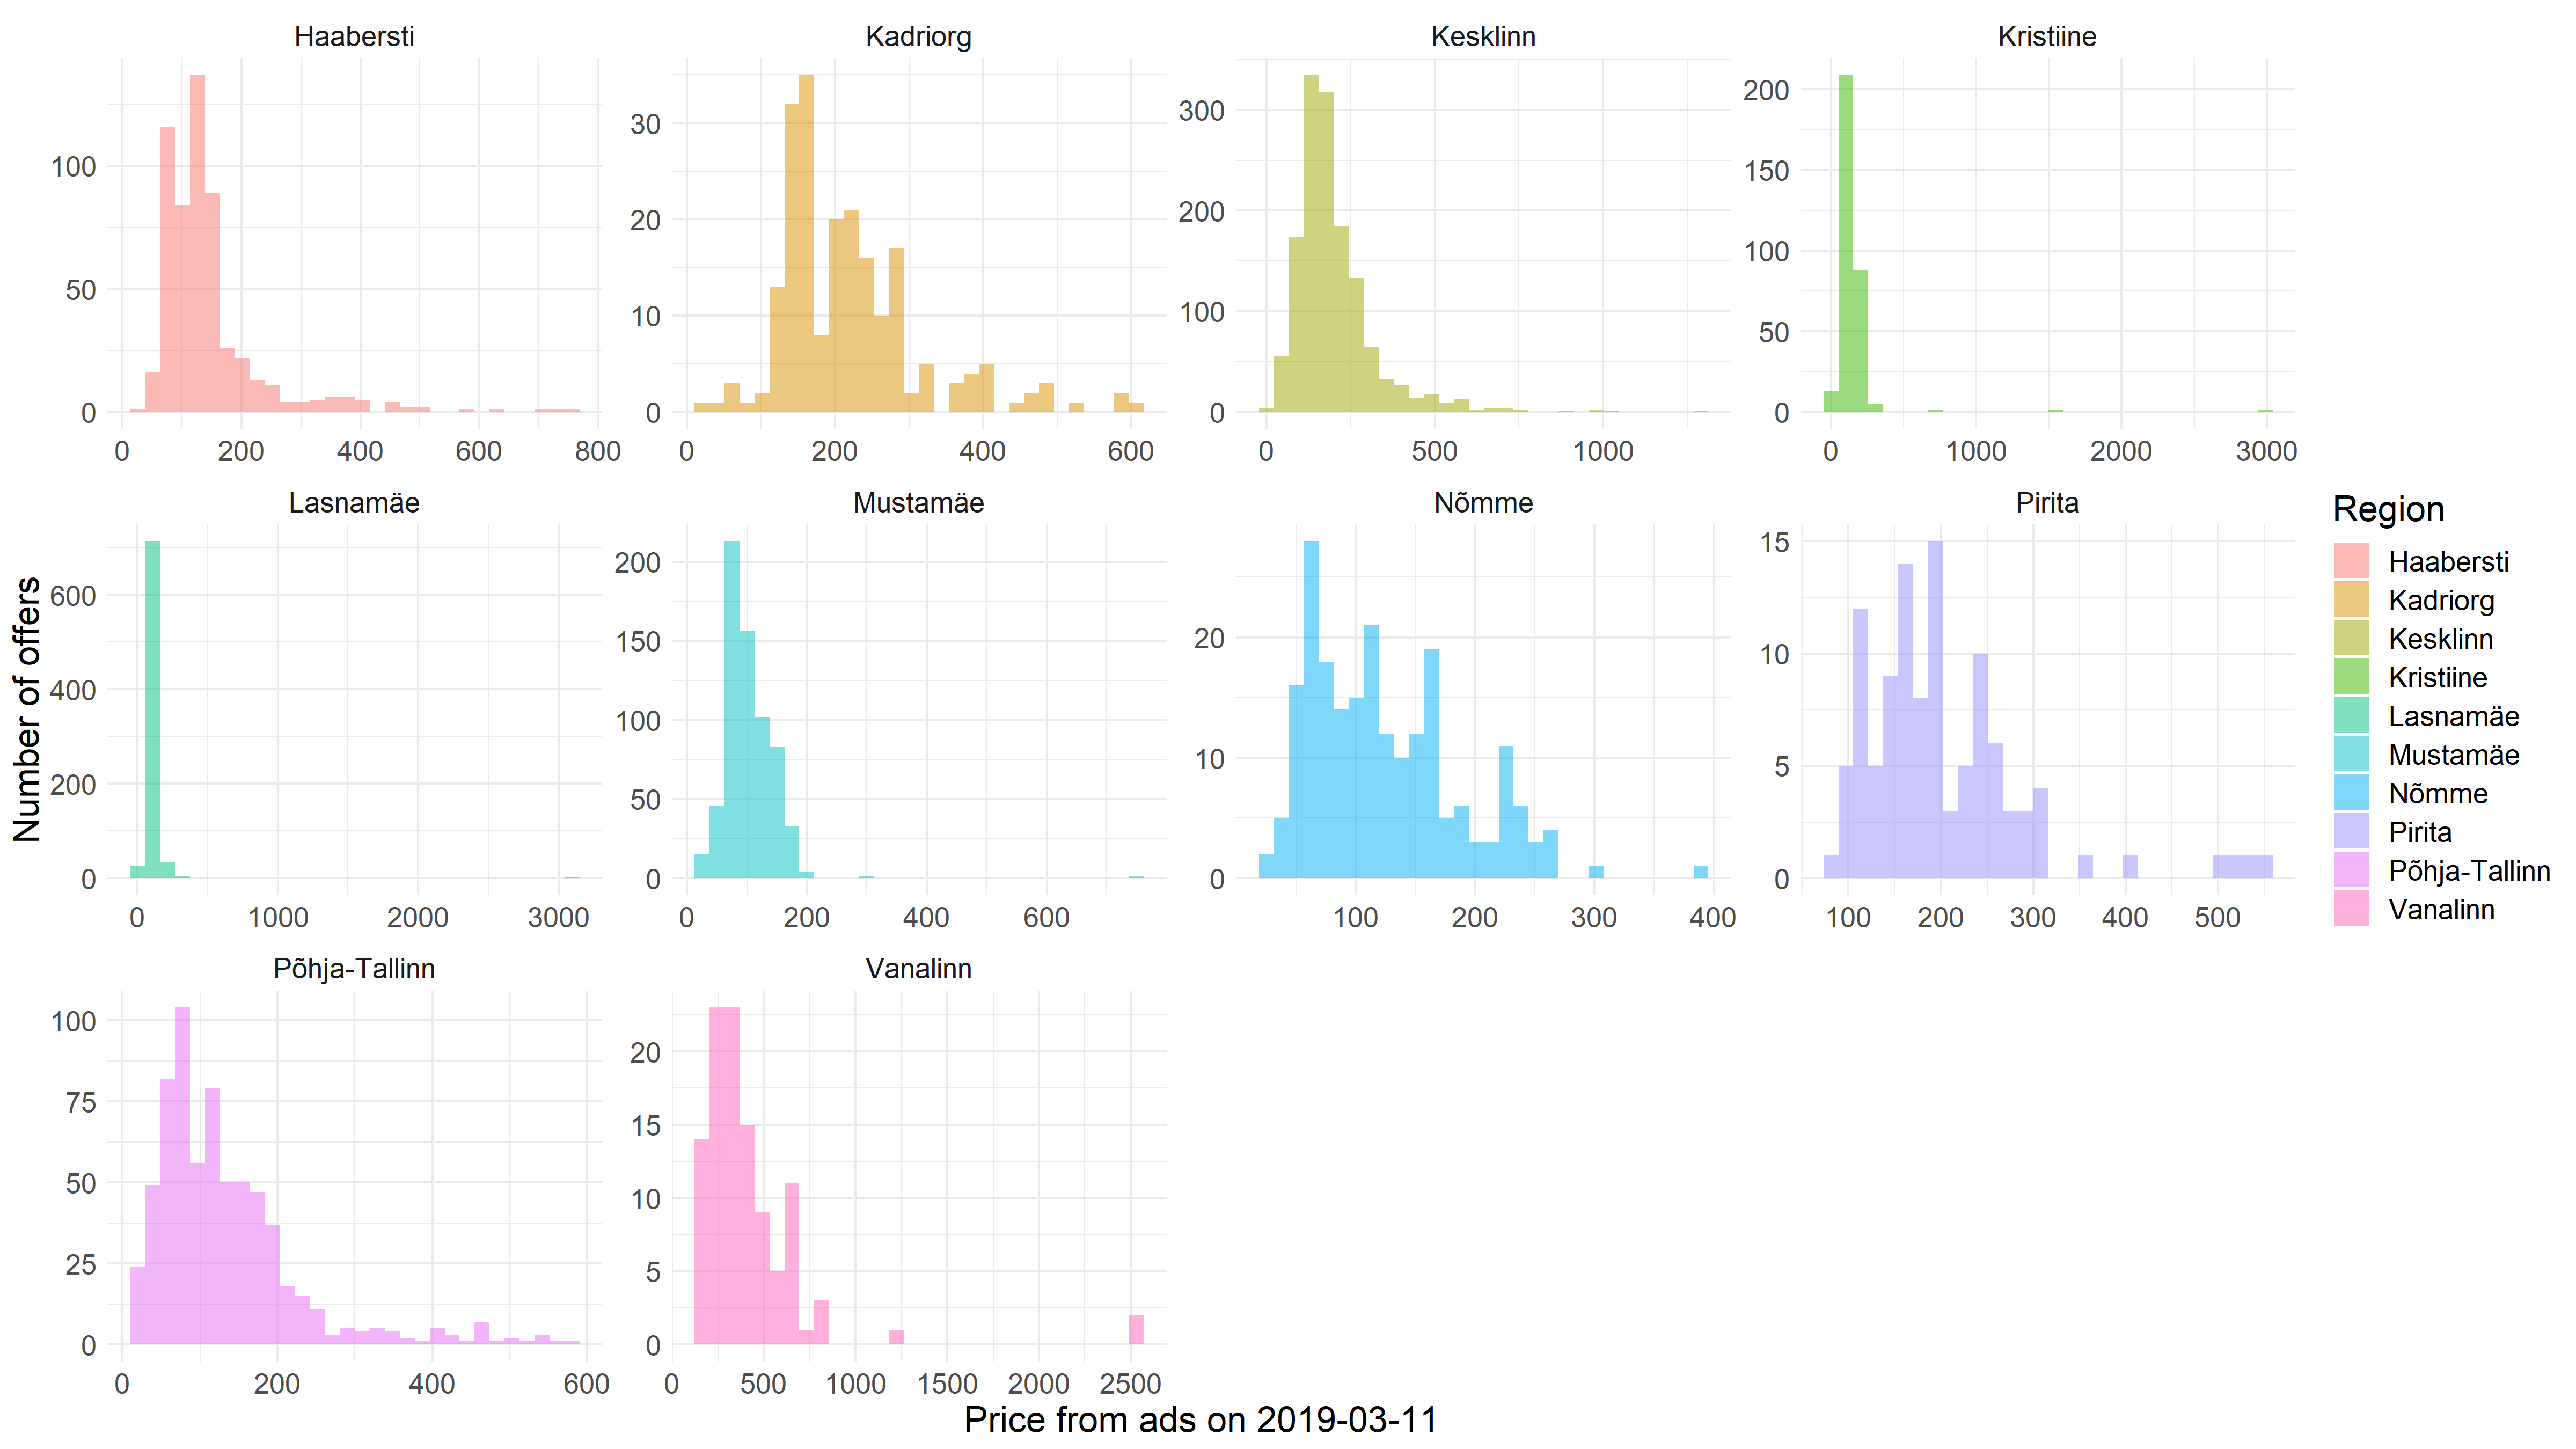 Haabersti
Kadriorg
Kesklinn
Kristiine
100
50
0
0 200 400 600 800
30
20
10
0
0 200 400 600
300
200
100
0
0 500 1000
200
150
100
50
0
0 1000 2000 3000
Lasnamäe
Mustamäe
Nõmme
Pirita
600
400
200
0
0 1000 2000 3000
200
150
100
50
0
0 200 400 600
20
10
0
100 200 300 400
15
10
5
0
100 200 300 400 500
Põhja-Tallinn
Vanalinn
100
75
50
25
0
0 200 400 600
20
15
10
5
0
0 500 1000 1500 2000 2500
Number of offers
Price from ads on 2019-03-11
Region
Haabersti
Kadriorg
Kesklinn
Kristiine
Lasnamäe
Mustamäe
Nõmme
Pirita
Põhja-Tallinn
Vanalinn